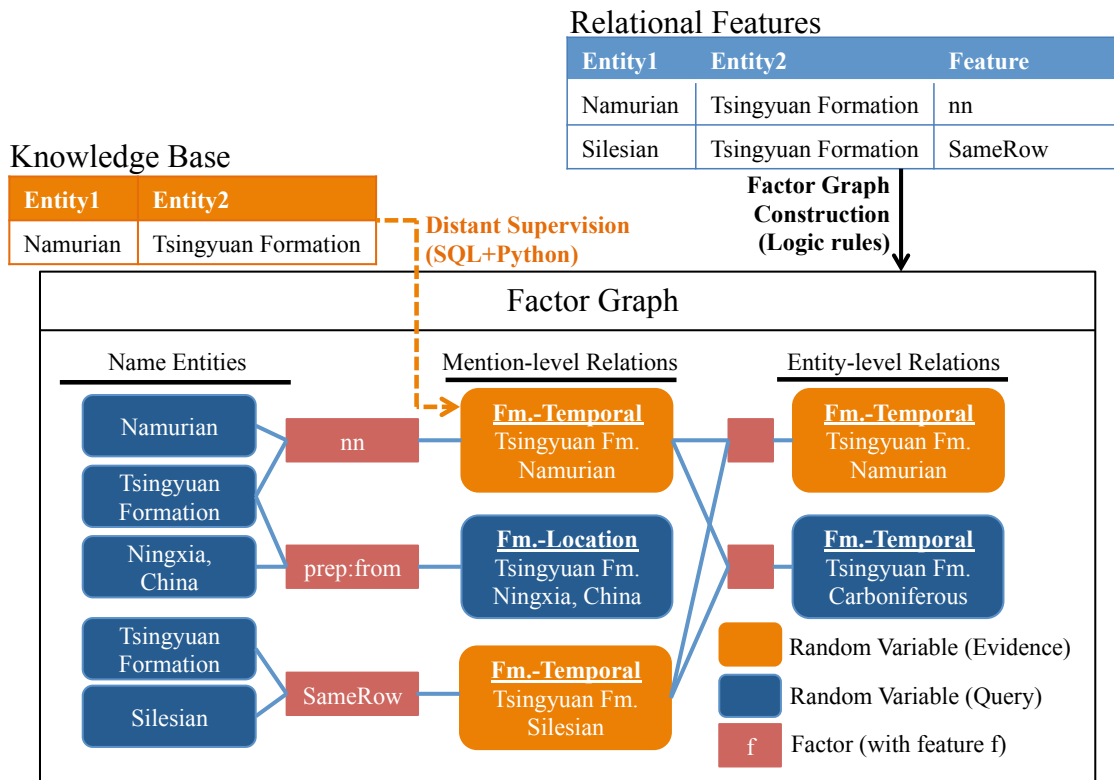 Relational Features
Entity1 Entity2 Feature
Namurian Tsingyuan Formation nn
Silesian Tsingyuan Formation SameRow
Knowledge Base
Entity1 Entity2
Namurian Tsingyuan Formation
Distant Supervision
(SQL+Python)
Factor Graph
Construction
(Logic rules)
Factor Graph
Name Entities
Mention-level Relations
Entity-level Relations
Namurian
Tsingyuan
Formation
Ningxia,
China
Tsingyuan
Formation
Silesian
nn
prep:from
SameRow
Fm.-Temporal
Tsingyuan Fm.
Namurian
Fm.-Location
Tsingyuan Fm.
Ningxia, China
Fm.-Temporal
Tsingyuan Fm.
Silesian
Fm.-Temporal
Tsingyuan Fm.
Namurian
Fm.-Temporal
Tsingyuan Fm.
Carboniferous
Random Variable (Evidence)
Random Variable (Query)
f Factor (with feature f)